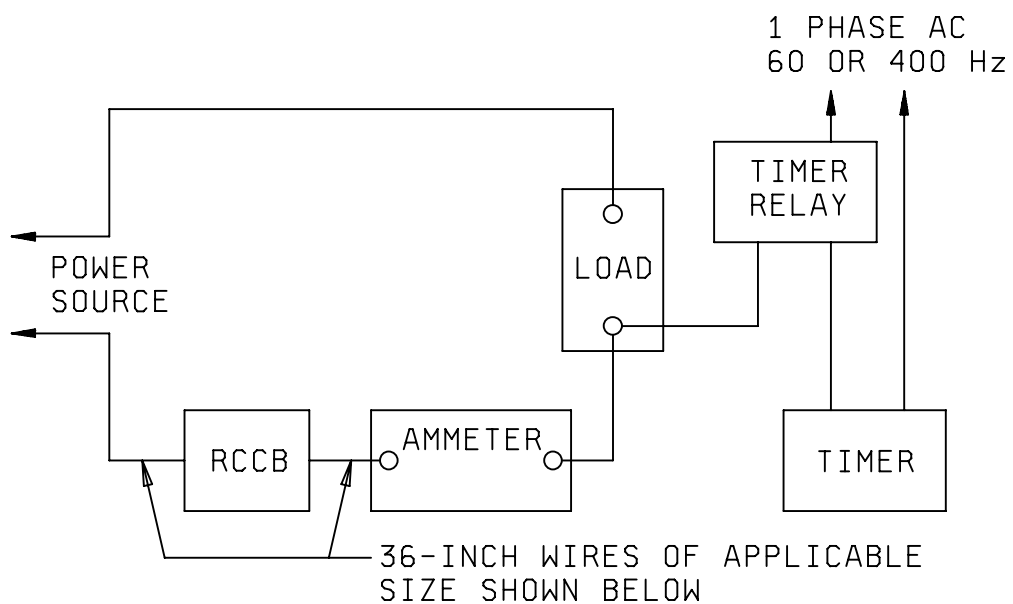 1 PHASE AC
60 OR 400 Hz
TIMER
RELAY
LOAD
POWER
SOURCE
RCCB
AMMETER
TIMER
36-INCH WIRES OF APPLICABLE
SIZE SHOWN BELOW